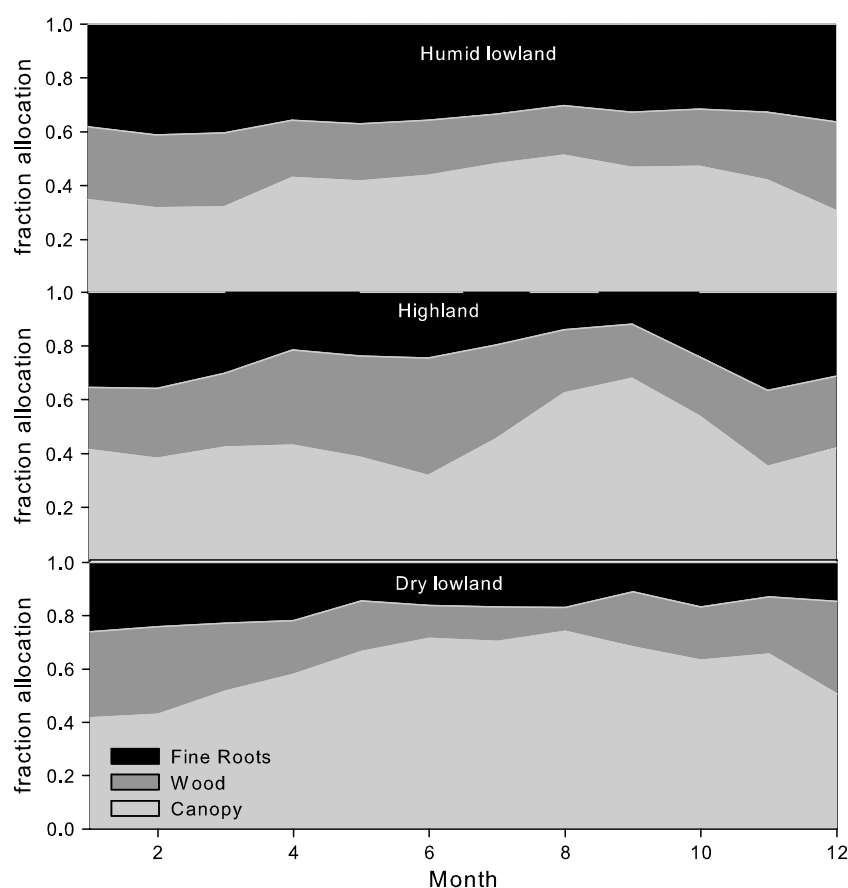 fraction allocation
1.0
0.8
0.6
0.4
0.2
Humid lowland
fraction allocation
1.0
0.8
0.6
0.4
0.2
Highland
fraction allocation
1.0
0.8
0.6
0.4
0.2
0.0
Dry lowland
Fine Roots
Wood
Canopy
2 4 6 8 10 12
Month